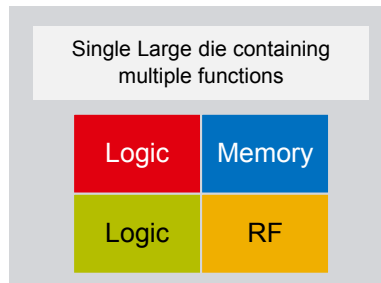 Single Large die containing
multiple functions
Logic Memory
Logic RF